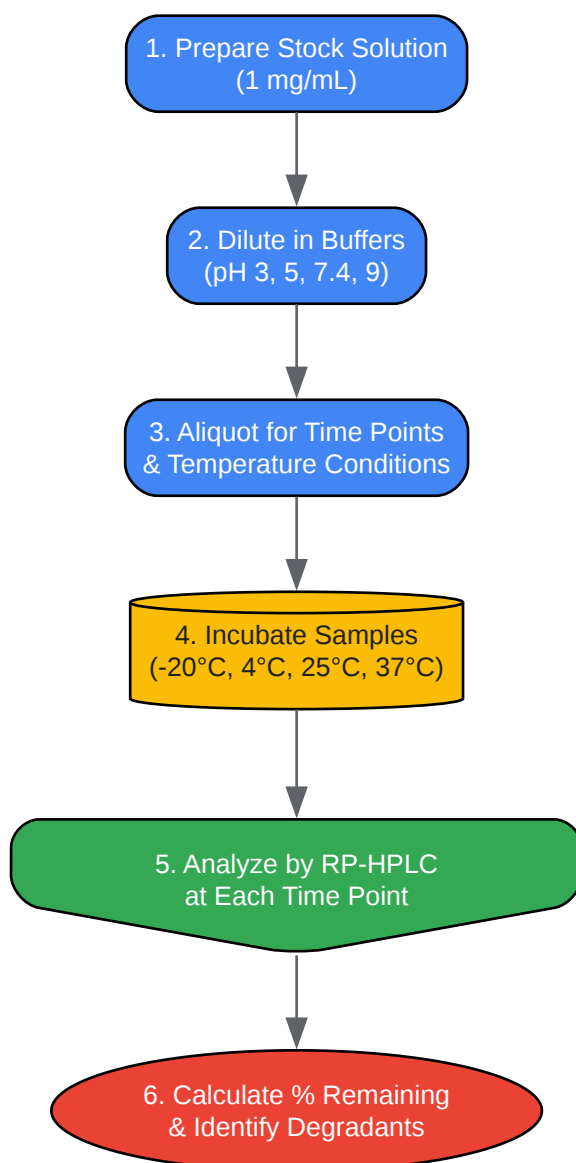 1. Prepare Stock Solution
(1 mg/mL)
2. Dilute in Buffers
(pH 3, 5, 7.4, 9)
3. Aliquot for Time Points
& Temperature Conditions
4. Incubate Samples
(-20°C, 4°C, 25°C, 37°C)
5. Analyze by RP-HPLC
at Each Time Point
6. Calculate % Remaining
& Identify Degradants